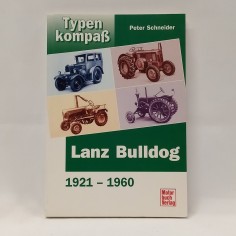 Typen
kompaß
Peter Schneider
Lanz Bulldog
1921 – 1960
Motor
buch
Verlag